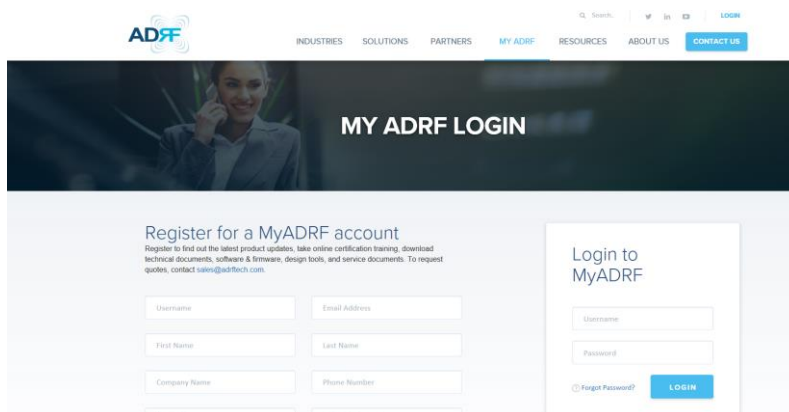 Search.
LOGIN
ADRF
INDUSTRIES SOLUTIONS PARTNERS MY ADRF RESOURCES ABOUT US CONTACT US
MY ADRF LOGIN
Register for a MyADRF account
Register to find out the latest product updates, take online certification training, download
technical documents, software & firmware, design tools, and service documents. To request
quotes, contact sales@adrftech.com.
Username Email Address
First Name Last Name
Company Name Phone Number
Login to
MyADRF
Username
Password
Forgot Password? LOGIN